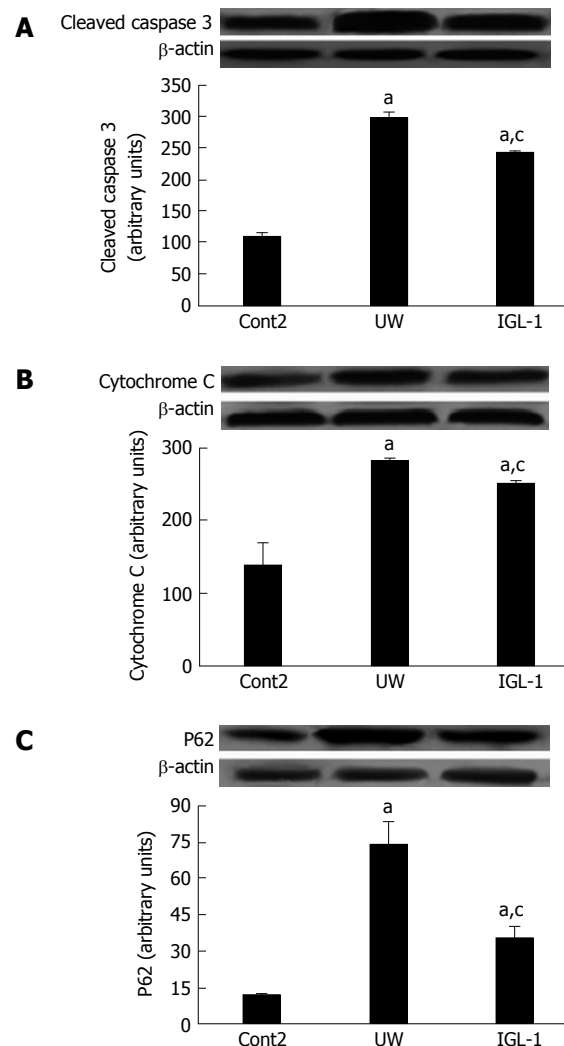 A
Cleaved caspase 3
β-actin
Cleaved caspase 3
(arbitrary units)
350
300
250
200
150
100
50
0
a
a,c
Cont2 UW IGL-1
B
Cytochrome C
β-actin
Cytochrome C (arbitrary units)
300
200
100
0
a
a,c
Cont2 UW IGL-1
C
P62
β-actin
P62 (arbitrary units)
90
75
60
45
30
15
0
a
a,c
Cont2 UW IGL-1